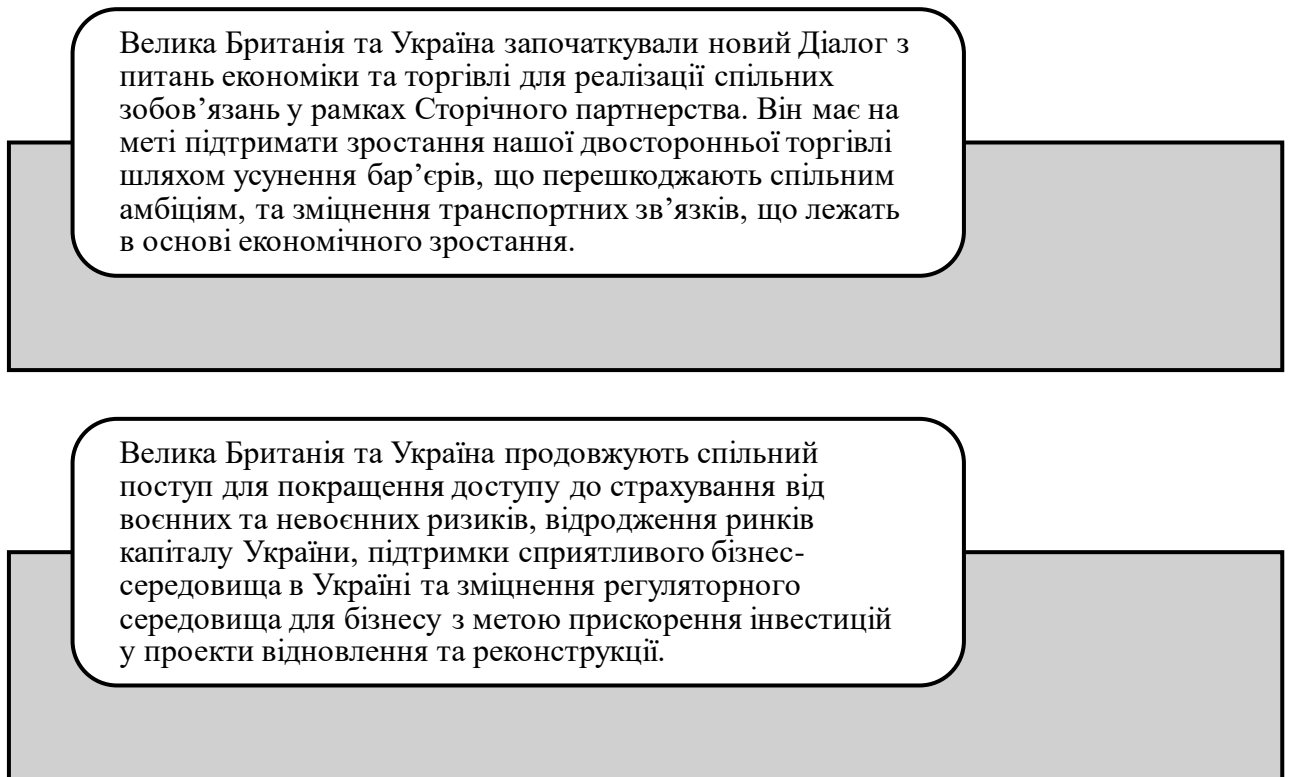 Велика Британія та Україна започаткували новий Діалог з
питань економіки та торгівлі для реалізації спільних
зобов’язань у рамках Сторічного партнерства. Він має на
меті підтримати зростання нашої двосторонньої торгівлі
шляхом усунення бар’єрів, що перешкоджають спільним
амбіціям, та зміцнення транспортних зв’язків, що лежать
в основі економічного зростання.
Велика Британія та Україна продовжують спільний
поступ для покращення доступу до страхування від
воєнних та невоєнних ризиків, відродження ринків
капіталу України, підтримки сприятливого бізнес-
середовища в Україні та зміцнення регуляторного
середовища для бізнесу з метою прискорення інвестицій
у проекти відновлення та реконструкції.